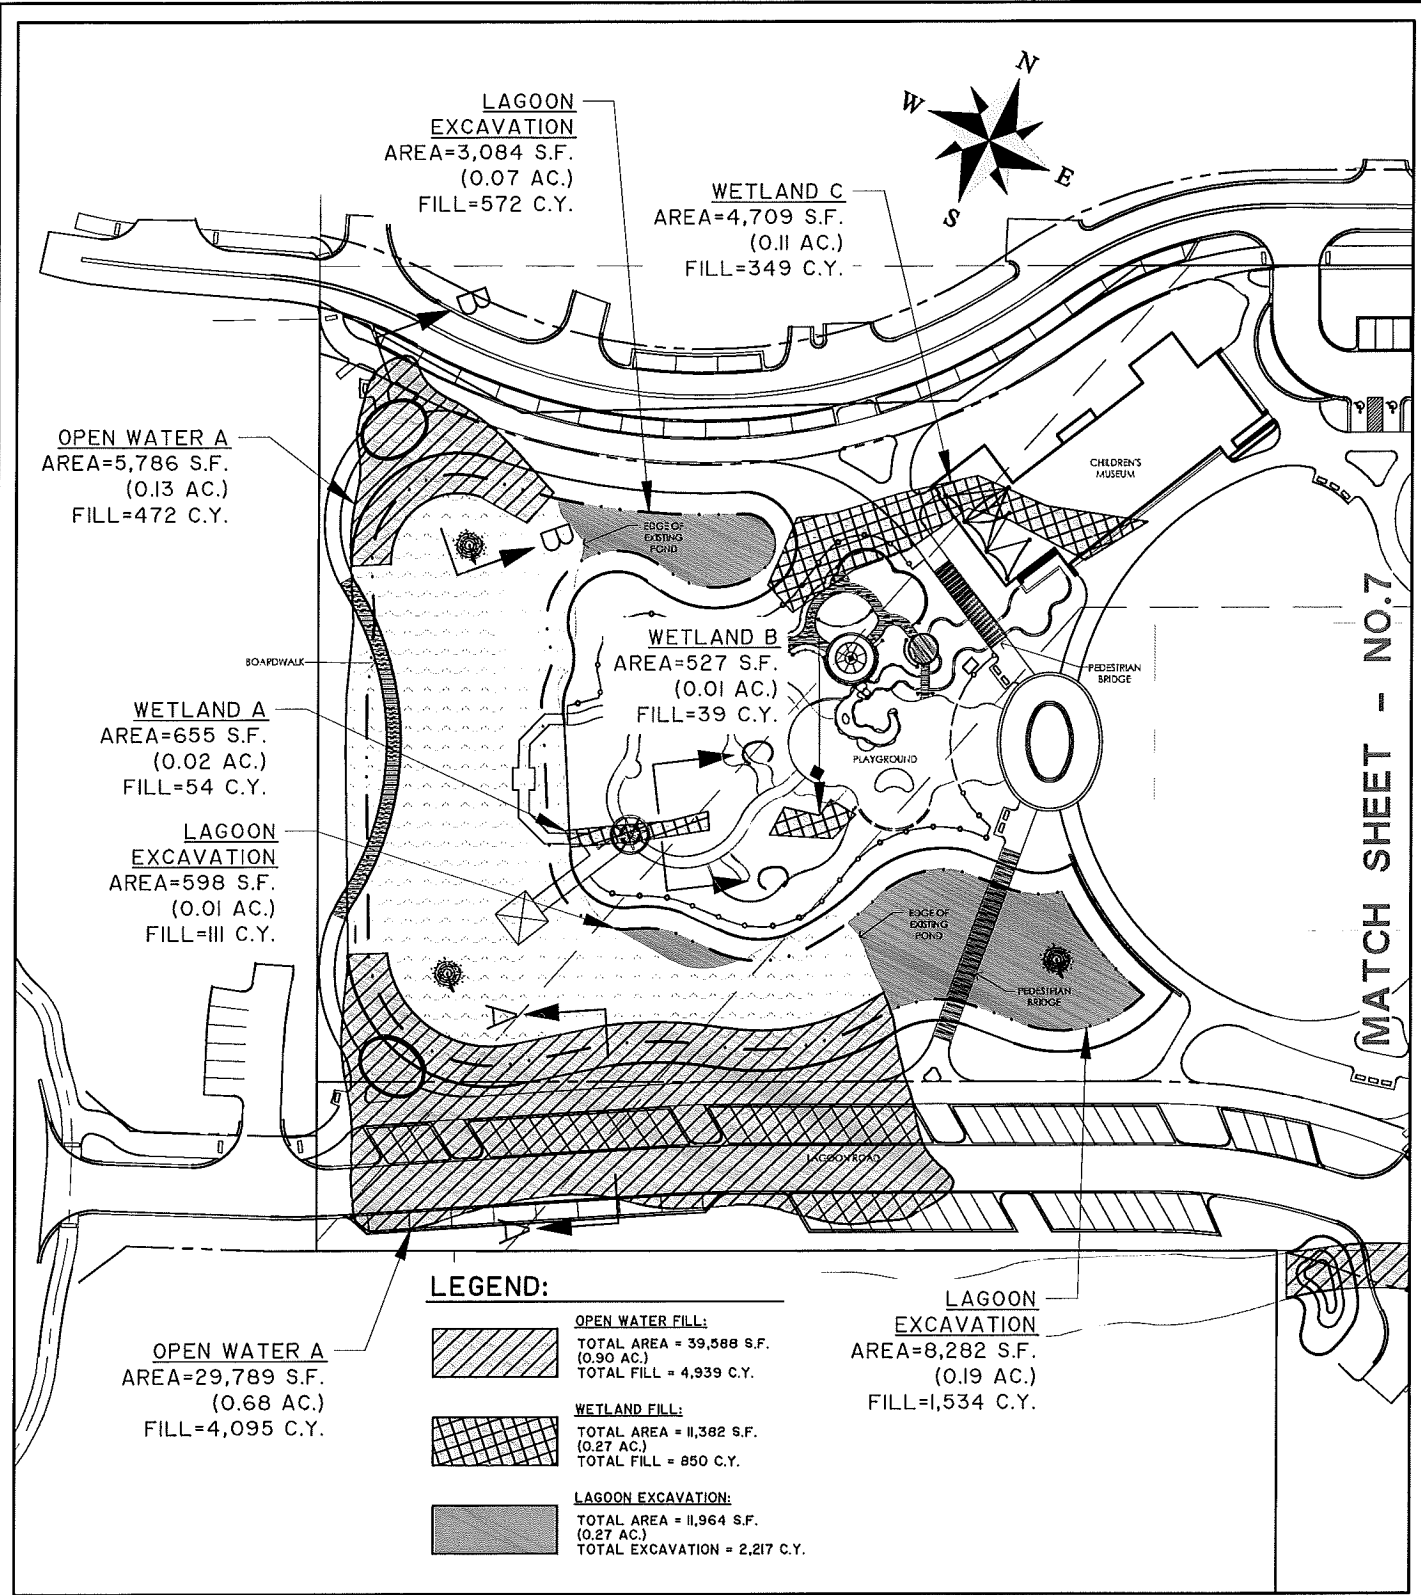 N
W
E
S
LAGOON
EXCAVATION
AREA=3,084 S.F.
(0.07 AC.)
FILL=572 C.Y.
WETLAND C
AREA=4,709 S.F.
(0.11 AC.)
FILL=349 C.Y.
B
OPEN WATER A
AREA=5,786 S.F.
(0.13 AC.)
FILL=472 C.Y.
CHILDREN'S
MUSEUM
EDGE OF
EXISTING
POND
B
WETLAND B
AREA=527 S.F.
(0.01 AC.)
FILL=39 C.Y.
BOARDWALK
PEDESTRIAN
BRIDGE
WETLAND A
AREA=655 S.F.
(0.02 AC.)
FILL=54 C.Y.
PLAYGROUND
LAGOON
EXCAVATION
AREA=598 S.F.
(0.01 AC.)
FILL=111 C.Y.
EDGE OF
EXISTING
POND
PEDESTRIAN
BRIDGE
MATCH SHEET - NO.7
A
LAGOON ROAD
A
OPEN WATER A
AREA=29,789 S.F.
(0.68 AC.)
FILL=4,095 C.Y.
LAGOON
EXCAVATION
AREA=8,282 S.F.
(0.19 AC.)
FILL=1,534 C.Y.
LEGEND:
OPEN WATER FILL:
TOTAL AREA = 39,588 S.F.
(0.90 AC.)
TOTAL FILL = 4,939 C.Y.
WETLAND FILL:
TOTAL AREA = 11,382 S.F.
(0.27 AC.)
TOTAL FILL = 850 C.Y.
LAGOON EXCAVATION:
TOTAL AREA = 11,964 S.F.
(0.27 AC.)
TOTAL EXCAVATION = 2,217 C.Y.